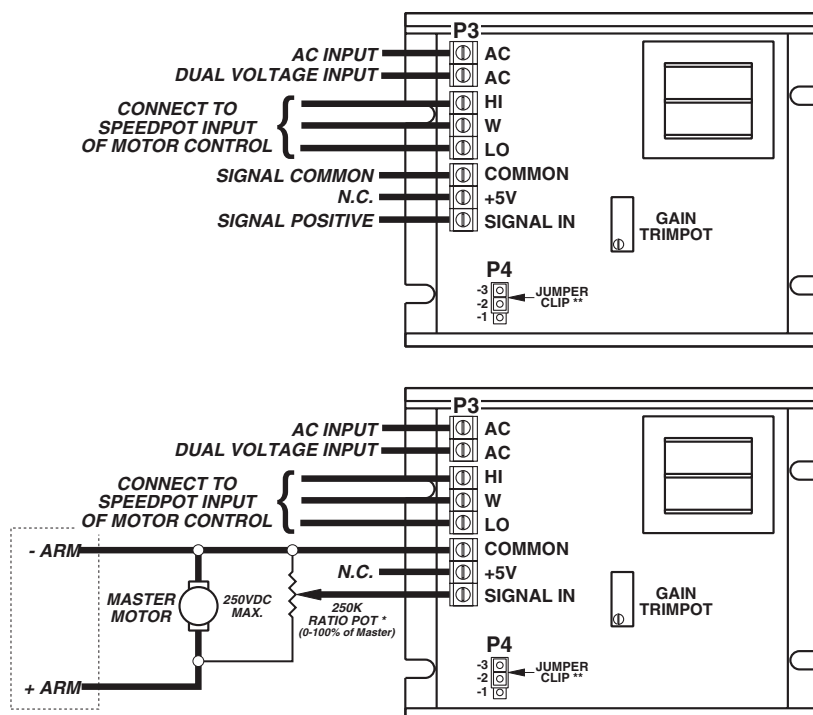 P3
AC INPUT AC
DUAL VOLTAGE INPUT AC
CONNECT TO
SPEEDPOT INPUT
OF MOTOR CONTROL
HI
W
LO
SIGNAL COMMON COMMON
N.C. +5V
SIGNAL POSITIVE SIGNAL IN
GAIN
TRIMPOT
P4
-3
-2
-1
JUMPER
CLIP **
P3
AC INPUT AC
DUAL VOLTAGE INPUT AC
CONNECT TO
SPEEDPOT INPUT
OF MOTOR CONTROL
HI
W
LO
- ARM COMMON
N.C. +5V
SIGNAL IN
MASTER
MOTOR
250VDC
MAX.
250K
RATIO POT *
(0-100% of Master)
GAIN
TRIMPOT
P4
-3
-2
-1
JUMPER
CLIP **
+ ARM